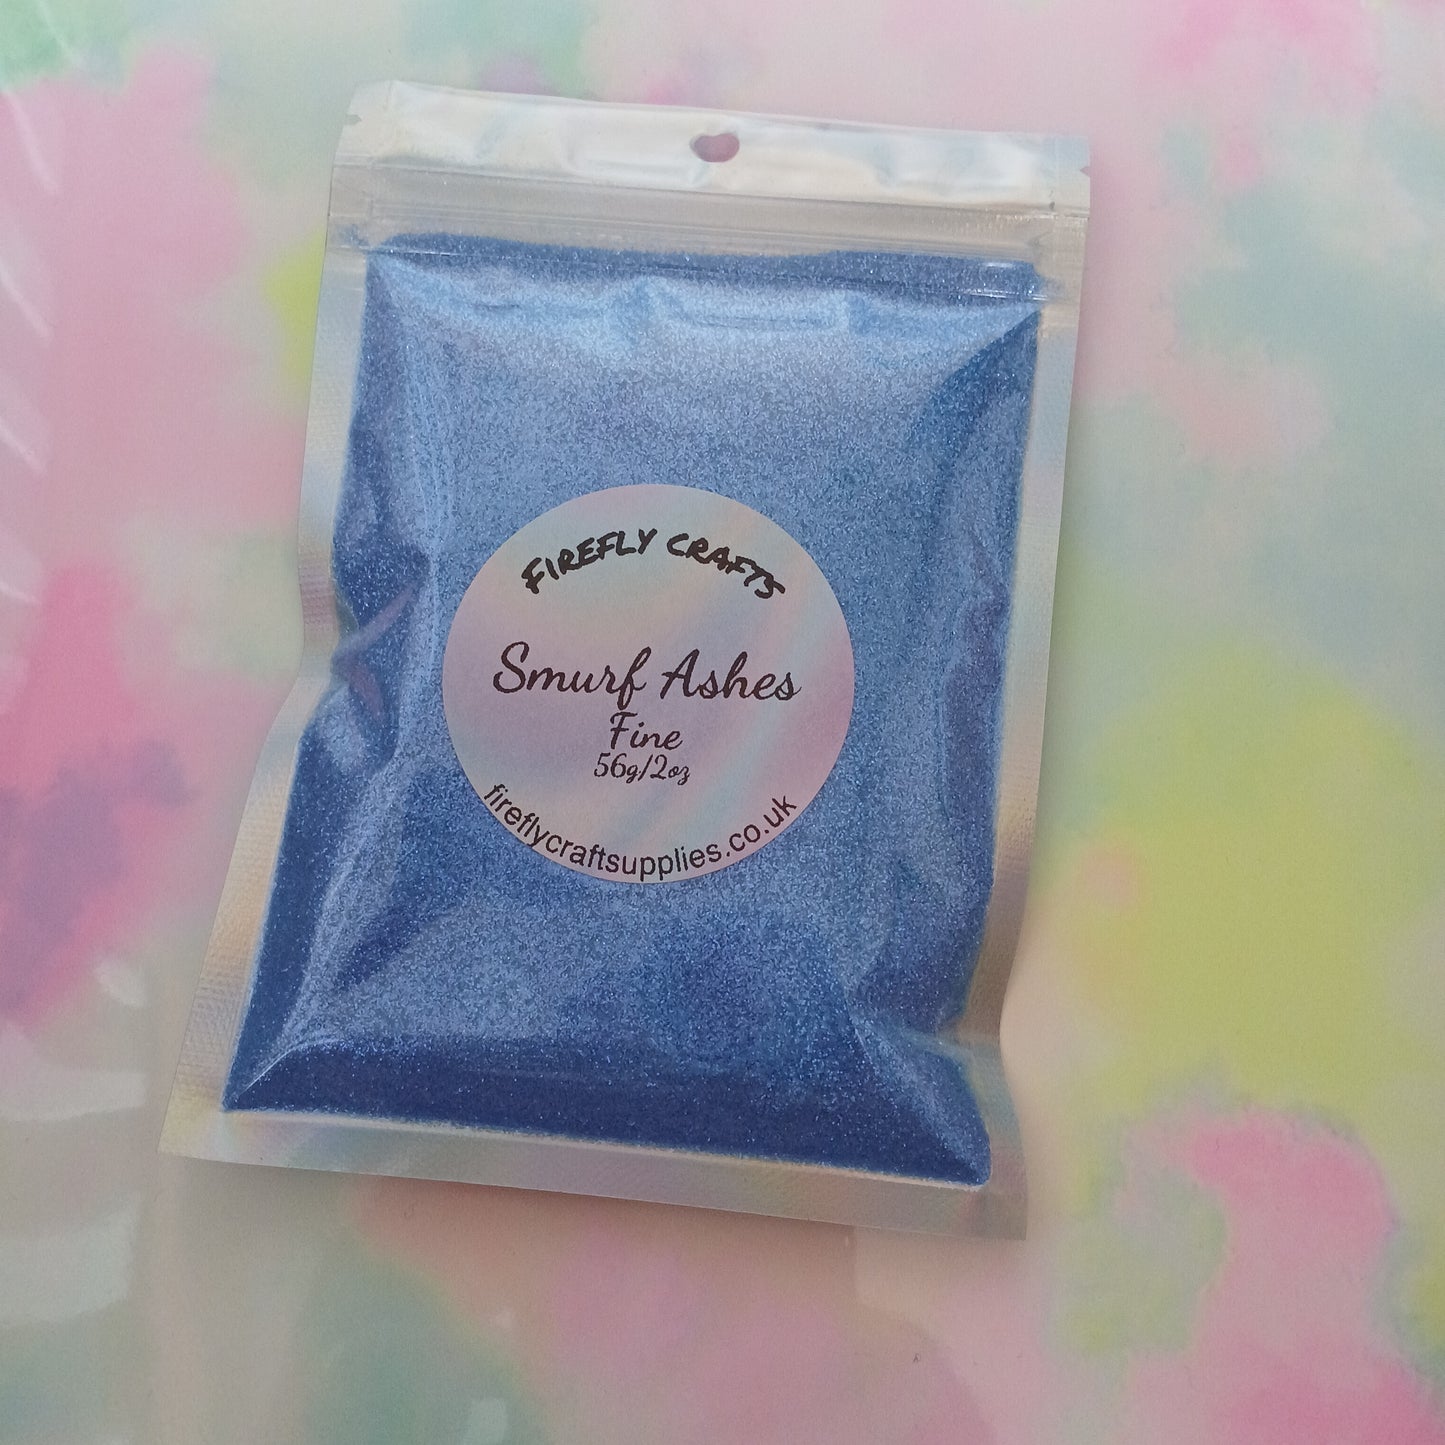 FIREFLY CRAFTS
Smurf Ashes
Fine
56g/2oz
fireflycraftsupplies.co.uk